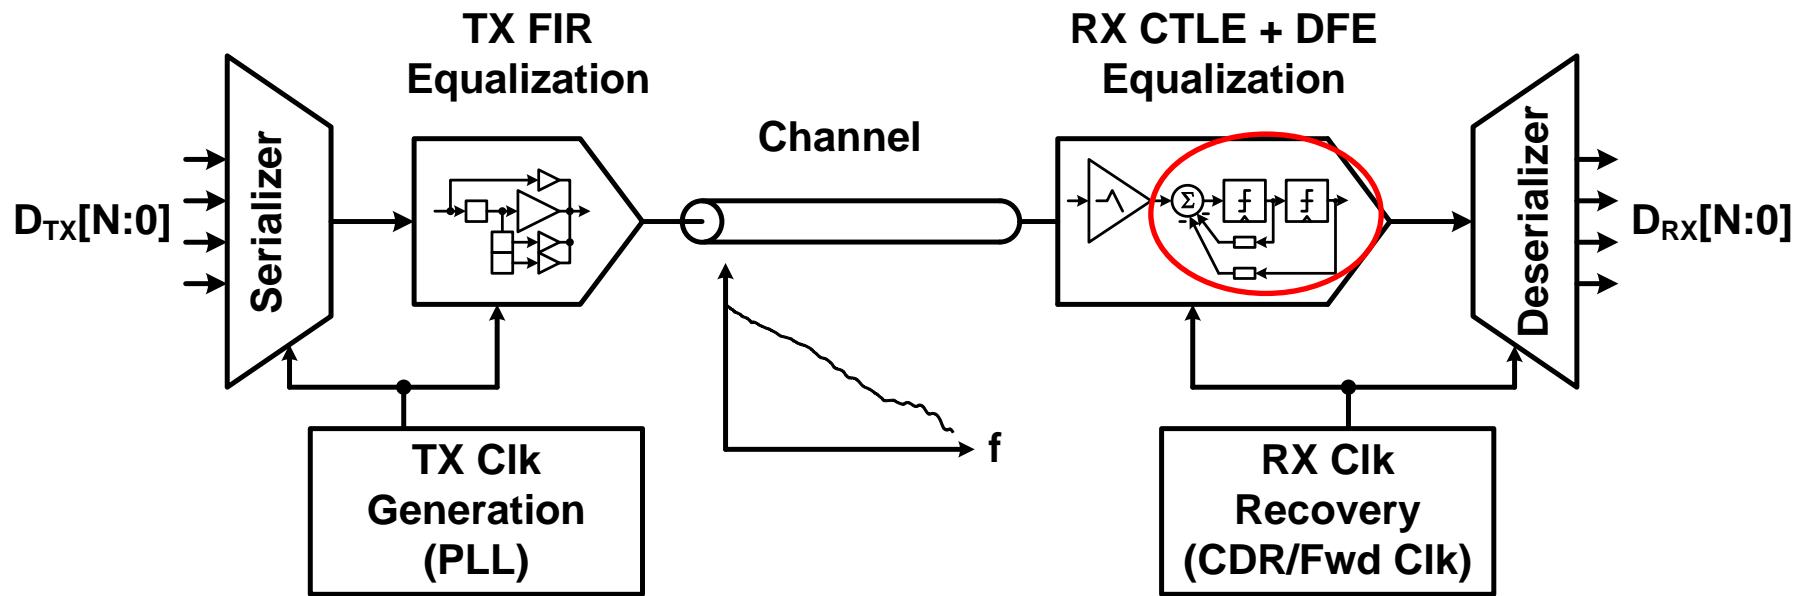 TX FIR
Equalization
RX CTLE + DFE
Equalization
Channel
Serializer
Deserializer
DTX[N:0]
Σ
- - -
DRX[N:0]
f
TX Clk
Generation
(PLL)
RX Clk
Recovery
(CDR/Fwd Clk)